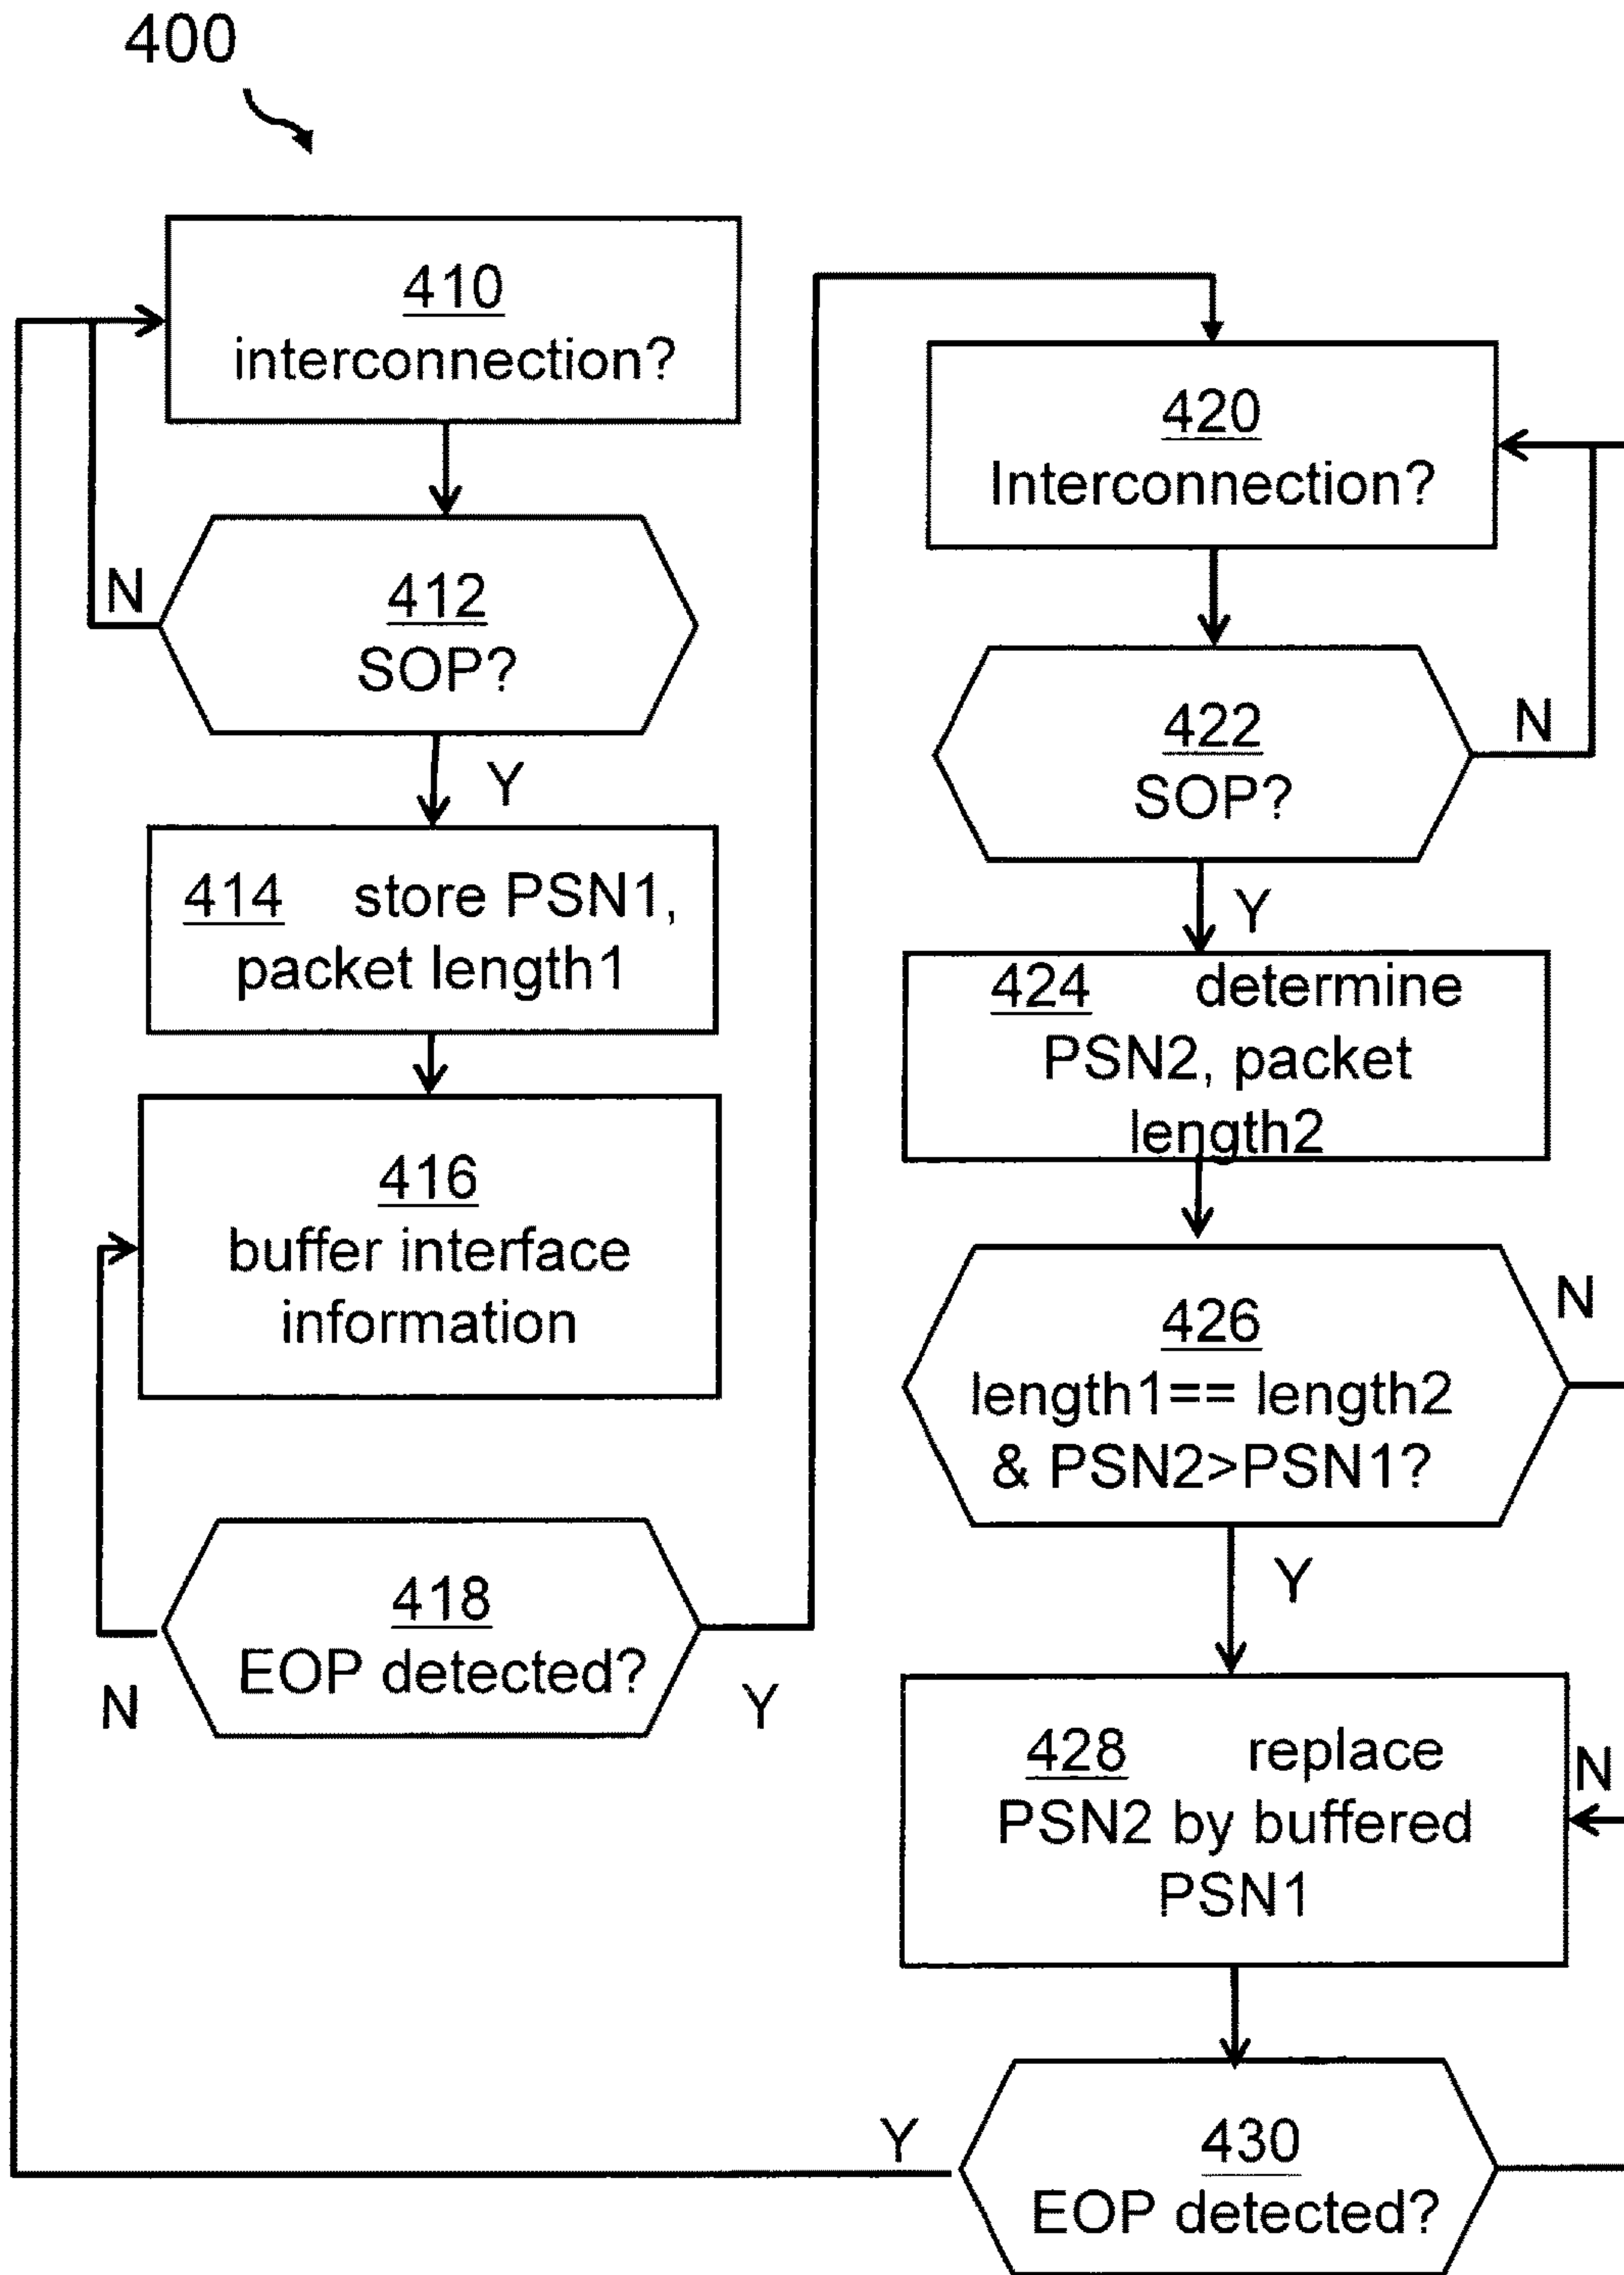 400
410
interconnection?
N
412
SOP?
Y
414 store PSN1,
packet length1
416
buffer interface
information
418
EOP detected?
N
Y
420
Interconnection?
422
SOP?
N
Y
424 determine
PSN2, packet
length2
426
length1== length2
& PSN2>PSN1?
N
Y
428 replace
PSN2 by buffered
PSN1
N
430
EOP detected?
Y